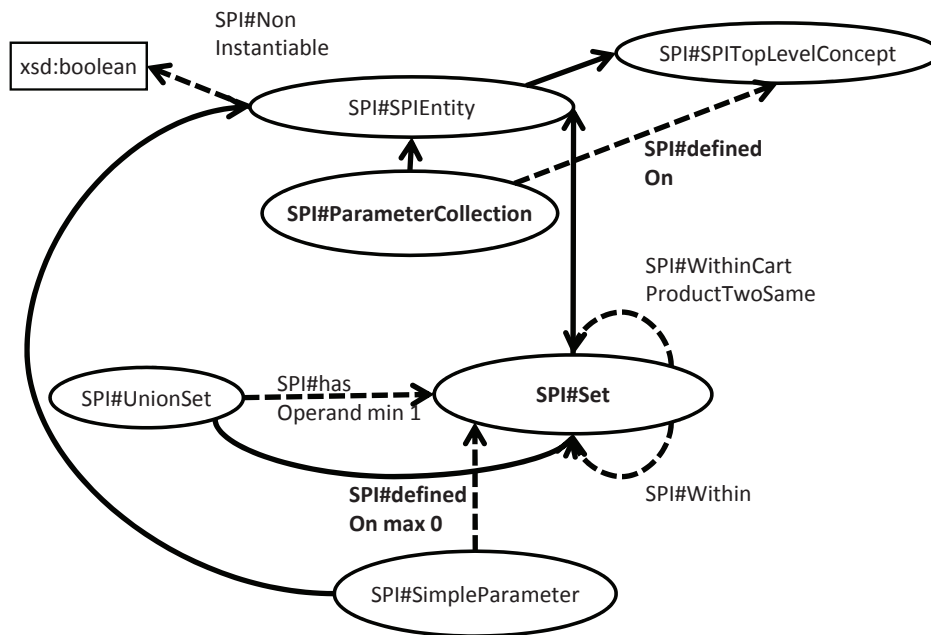 SPI#Non
Instantiable
xsd:boolean
SPI#SPITopLevelConcept
SPI#SPIEntity
SPI#defined
On
SPI#ParameterCollection
SPI#WithinCart
ProductTwoSame
SPI#UnionSet
SPI#has
Operand min 1
SPI#Set
SPI#defined
On max 0
SPI#Within
SPI#SimpleParameter